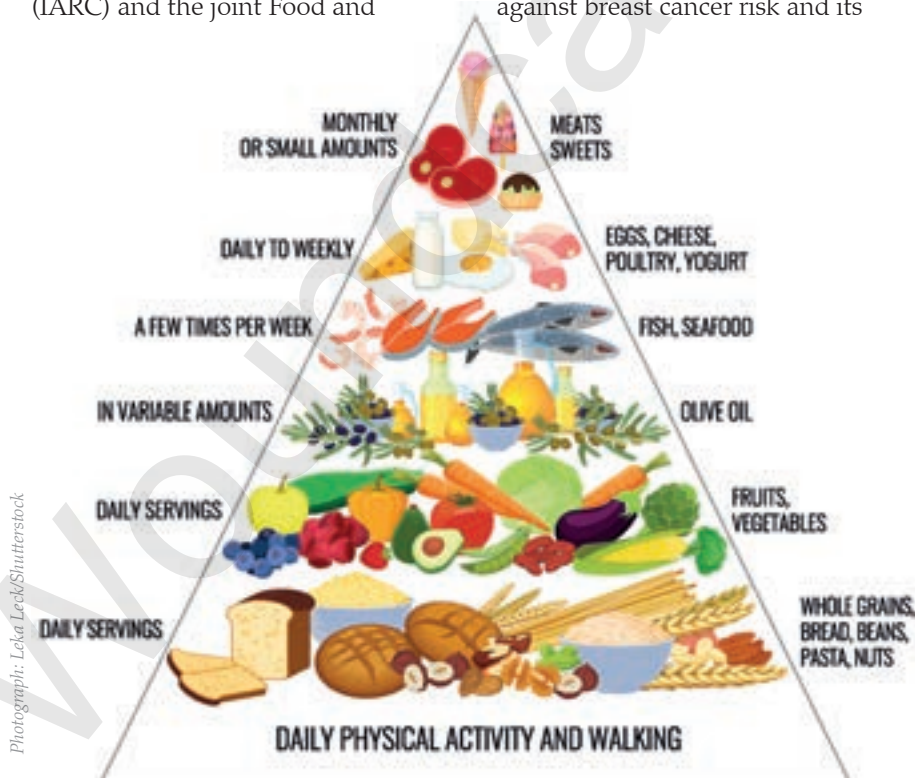 (IARC) and the joint Food and
against breast cancer risk and its
MONTHLY
OR SMALL AMOUNTS
MEATS
SWEETS
DAILY TO WEEKLY
EGGS, CHEESE,
POULTRY, YOGURT
A FEW TIMES PER WEEK
FISH, SEAFOOD
IN VARIABLE AMOUNTS
OLIVE OIL
DAILY SERVINGS
FRUITS,
VEGETABLES
DAILY SERVINGS
WHOLE GRAINS,
BREAD, BEANS,
PASTA, NUTS
DAILY PHYSICAL ACTIVITY AND WALKING
Photograph: Leka Leck/Shutterstock